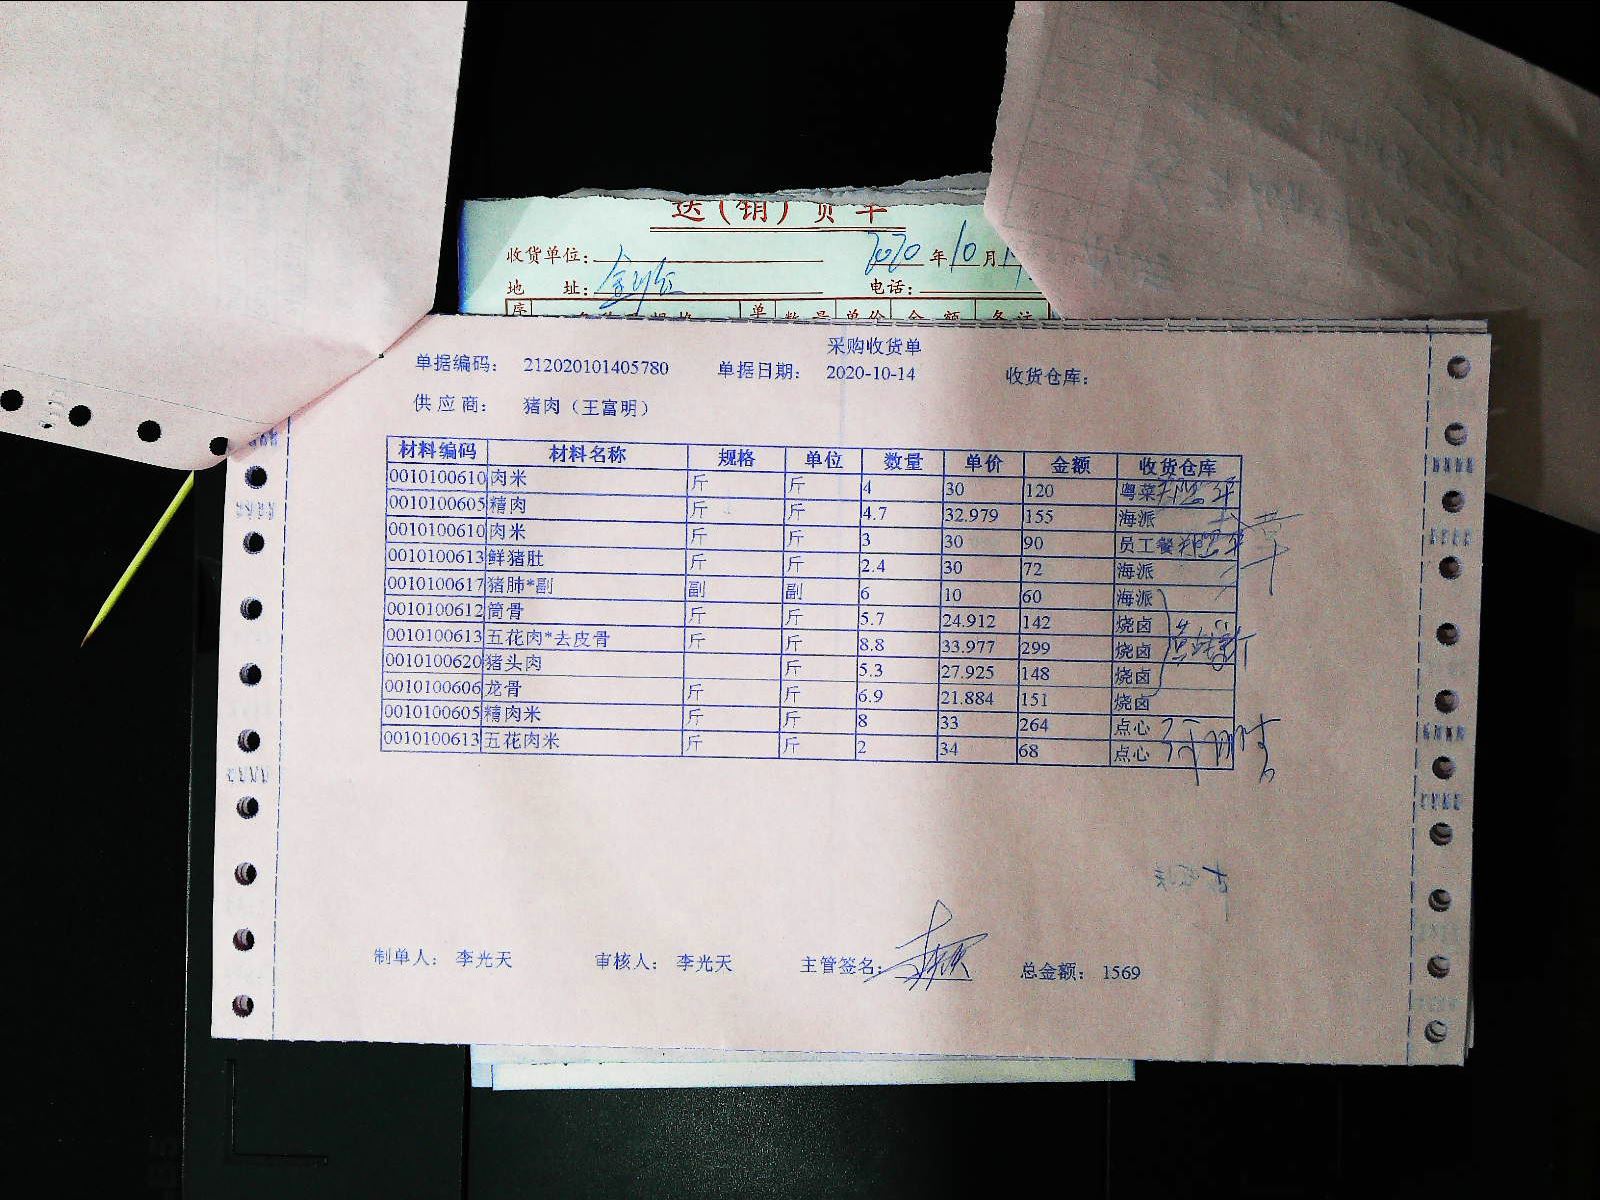 送(销)货单
收货单位:
2020年10月
地 址:
电话:
采购收货单
单据编码: 212020101405780 单据日期: 2020-10-14 收货仓库:
供应商: 猪肉(王富明)
材料编码 材料名称 规格 单位 数量 单价 金额 收货仓库
0010100610 肉米 斤 斤 4 30 120 粤菜
0010100605 精肉 斤 斤 4.7 32.979 155 海派
0010100610 肉米 斤 斤 3 30 90 员工餐
0010100613 鲜猪肚 斤 斤 2.4 30 72 海派
0010100617 猪肺*副 副 副 6 10 60 海派
0010100612 筒骨 斤 斤 5.7 24.912 142 烧卤
0010100613 五花肉*去皮骨 斤 斤 8.8 33.977 299 烧卤
0010100620 猪头肉 斤 5.3 27.925 148 烧卤
0010100606 龙骨 斤 斤 6.9 21.884 151 烧卤
0010100605 精肉米 斤 斤 8 33 264 点心
0010100613 五花肉米 斤 斤 2 34 68 点心
制单人: 李光天 审核人: 李光天 主管签名: 总金额: 1569